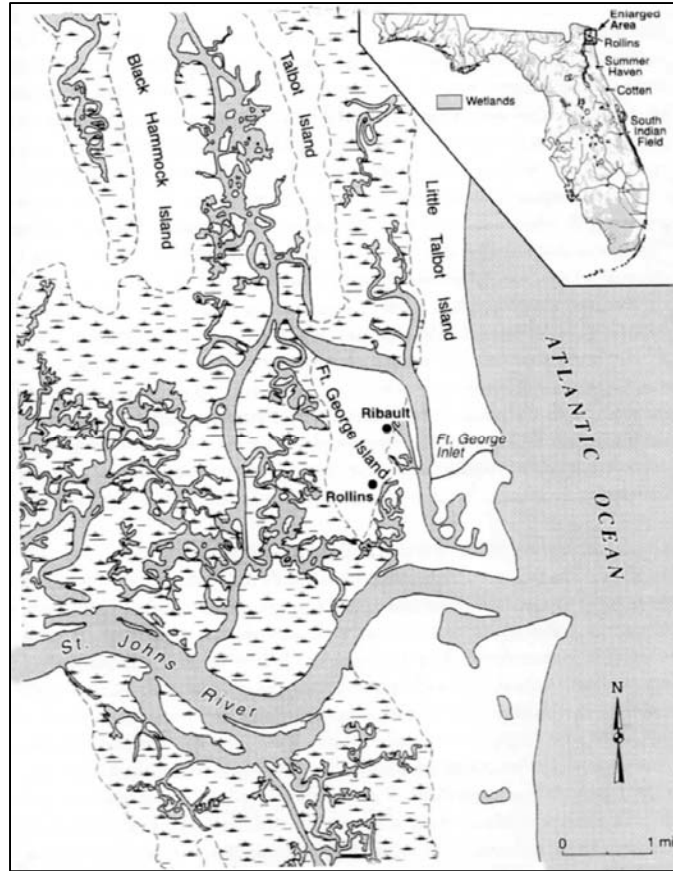 Enlarged
Area
Rollins
Summer
Haven
Cotten
South
Indian
Field
Wetlands
Black Hammock Island
Talbot Island
Little Talbot Island
Ft. George Island
Ribault
Rollins
Ft. George
Inlet
ATLANTIC OCEAN
St. Johns River
N
0 1 mi